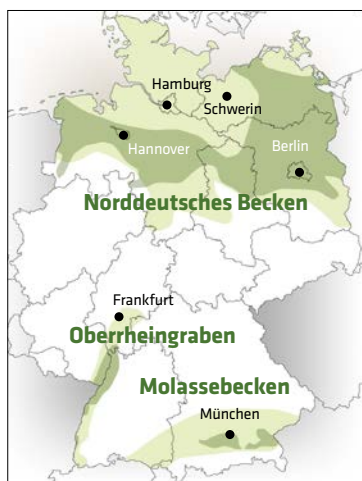 Hamburg
Schwerin
Hannover
Berlin
Norddeutsches Becken
Frankfurt
Oberrheingraben
Molassebecken
München